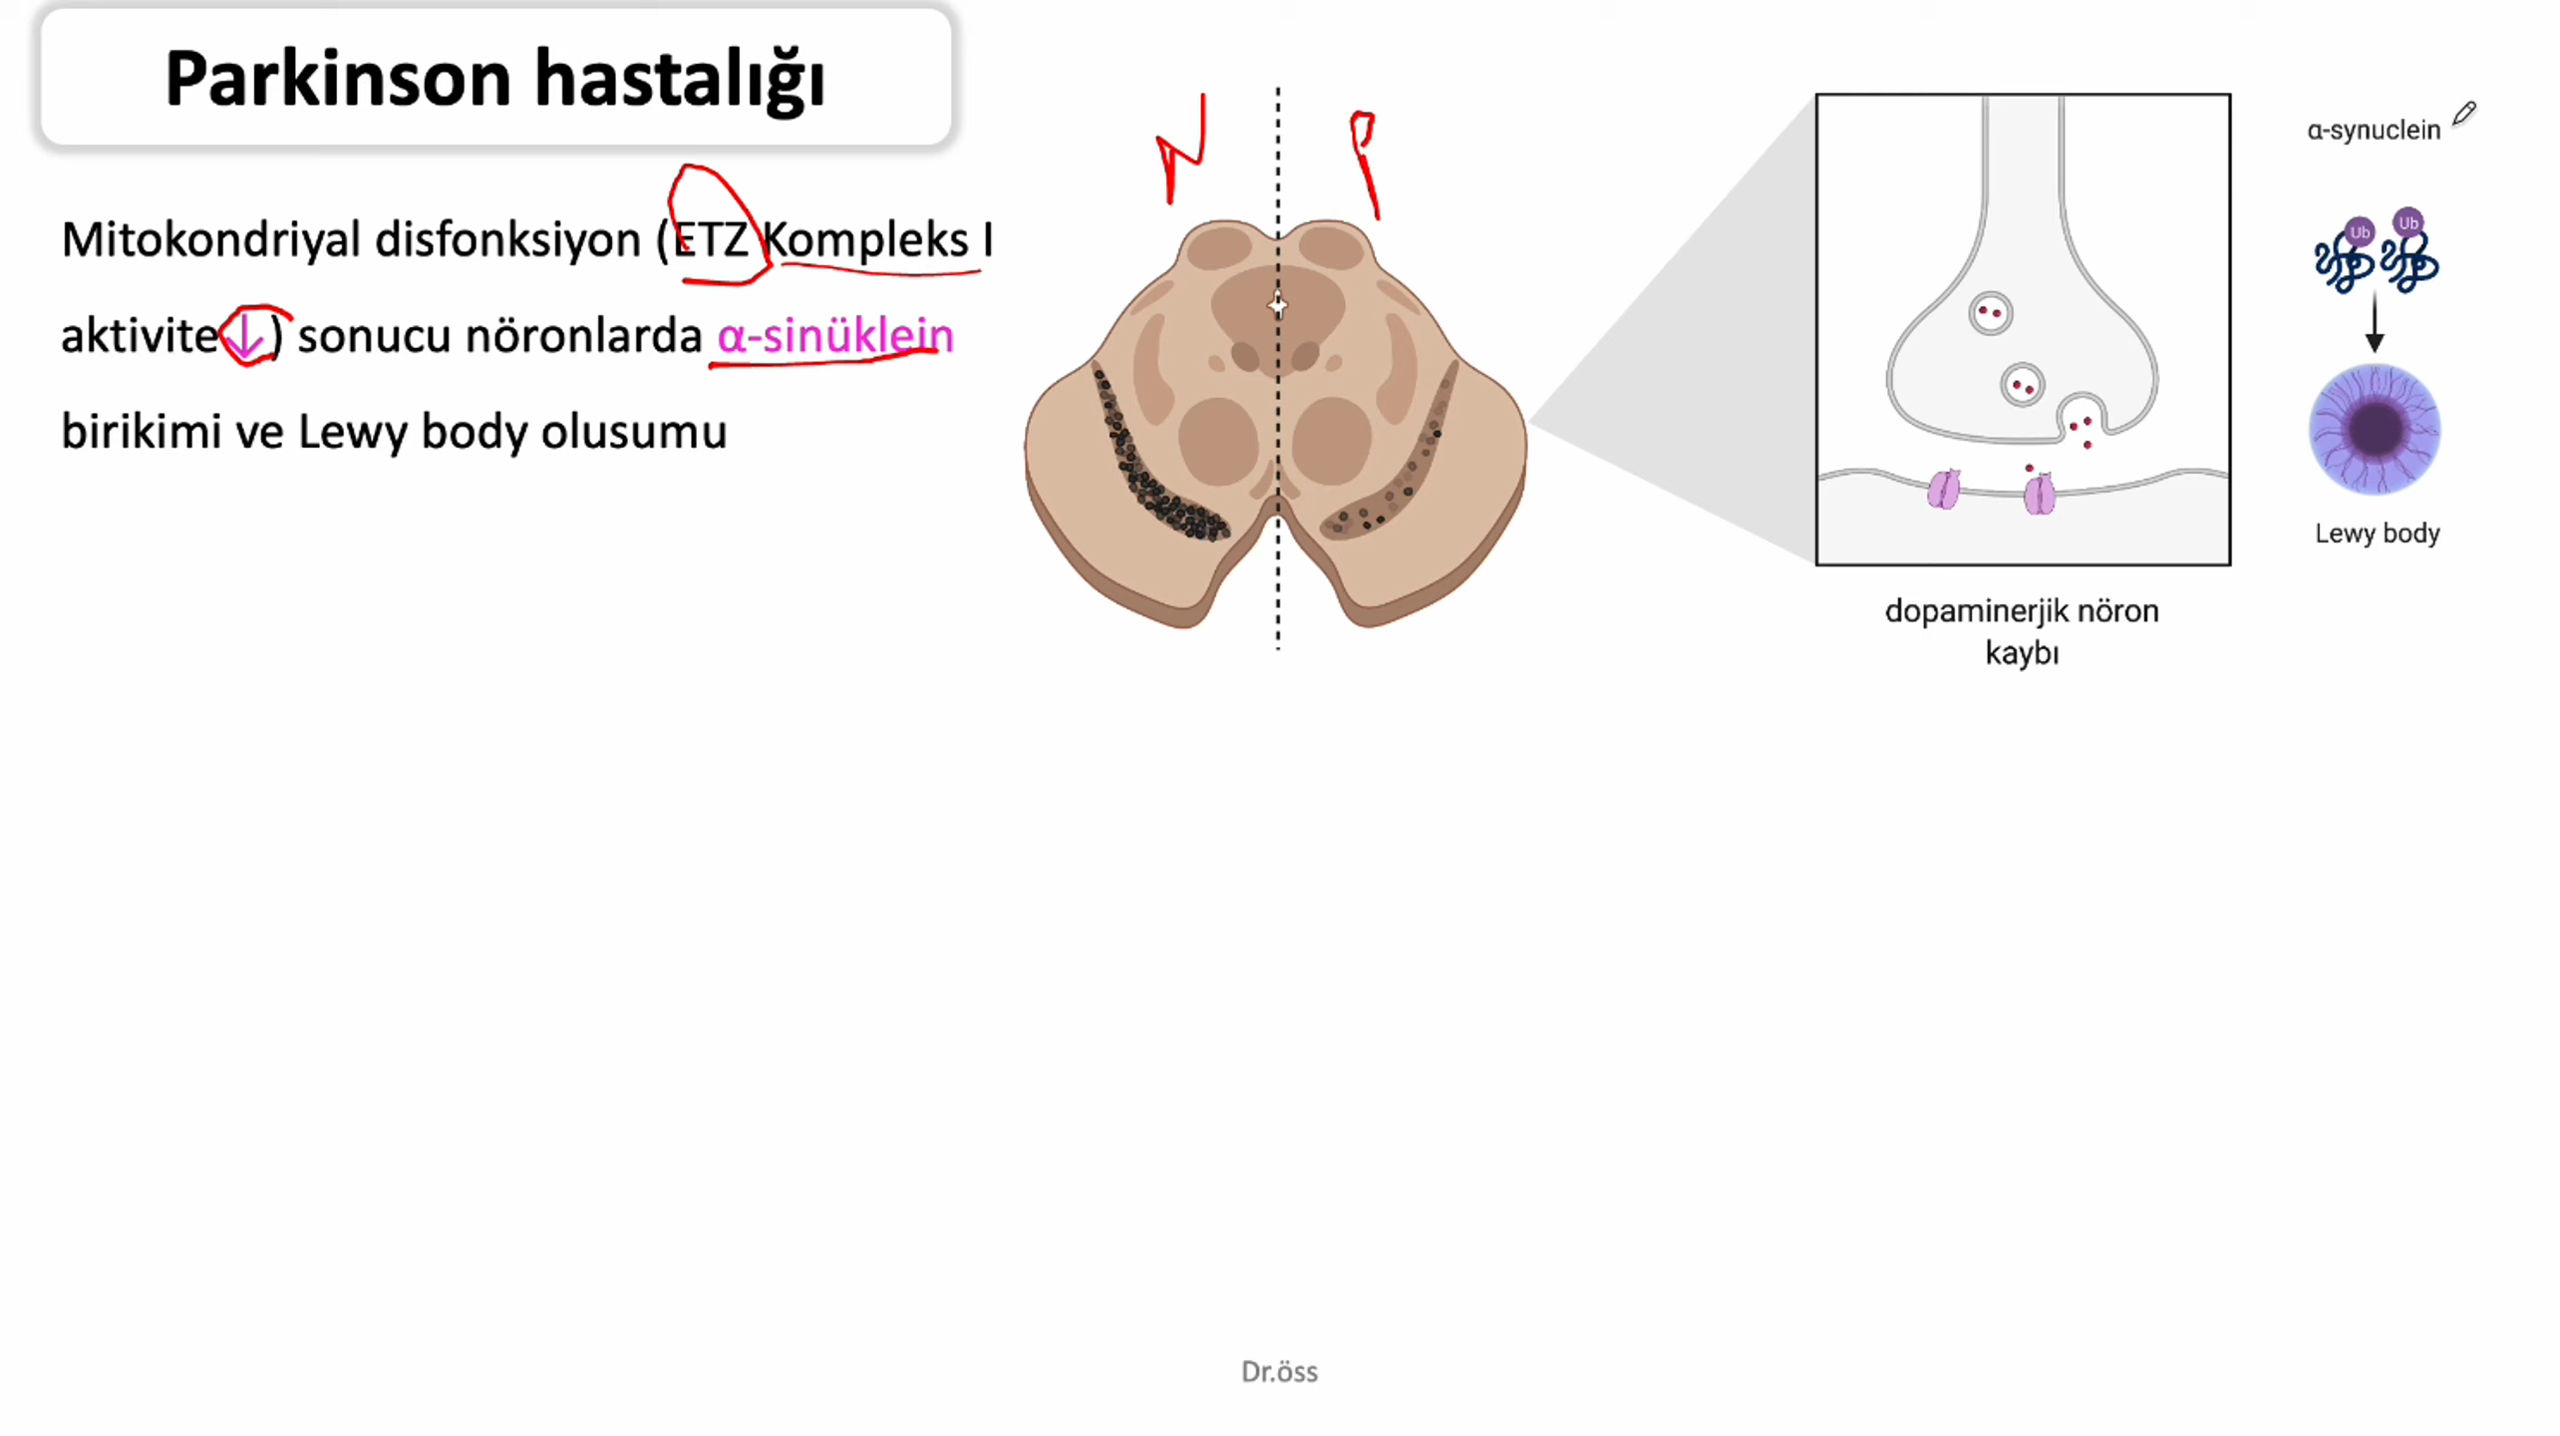 Parkinson hastalığı
Mitokondriyal disfonksiyon (ETZ Kompleks I
aktivite↓) sonucu nöronlarda α-sinüklein
birikimi ve Lewy body olusumu
N
P
α-synuclein
Ub
Ub
Lewy body
dopaminerjik nöron
kaybı
Dr.öss